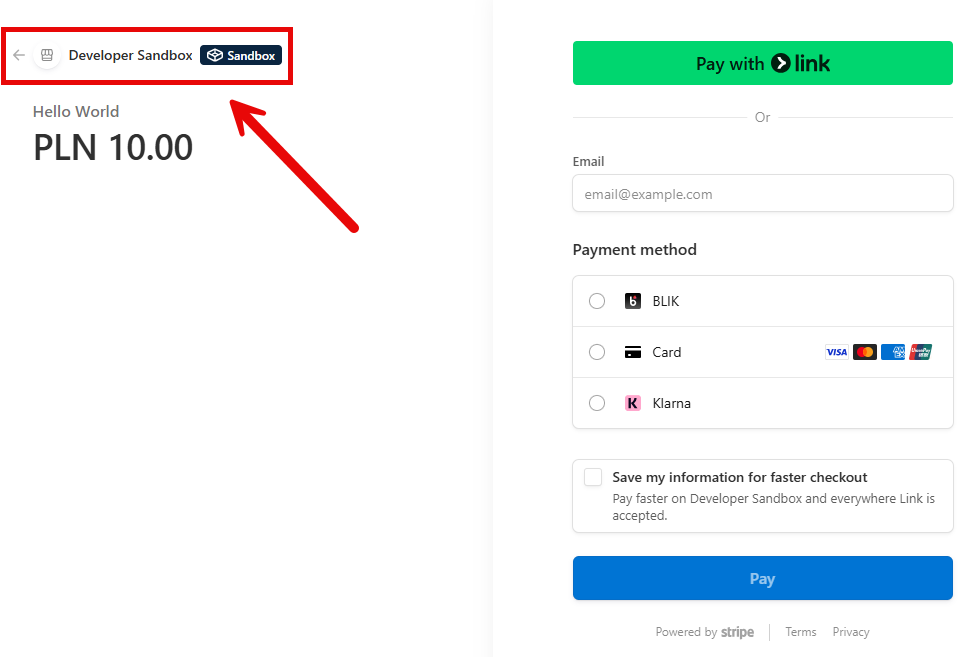 Developer Sandbox Sandbox
Hello World
PLN 10.00
Pay with link
Or
Email
email@example.com
Payment method
BLIK
Card VISA AMEX UnionPay
K Klarna
Save my information for faster checkout
Pay faster on Developer Sandbox and everywhere Link is
accepted.
Pay
Powered by stripe Terms Privacy